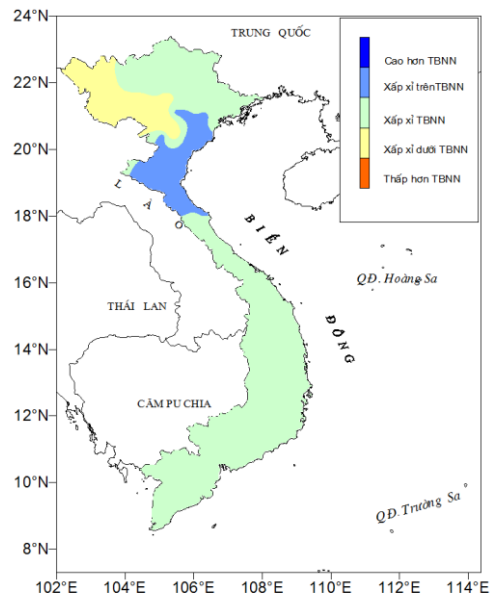 24°N
22°N
20°N
18°N
16°N
14°N
12°N
10°N
8°N
102°E
104°E
106°E
108°E
110°E
112°E
114°E
TRUNG QUỐC
Cao hơn TBNN
Xấp xỉ trênTBNN
Xấp xỉ TBNN
Xấp xỉ dưới TBNN
Thấp hơn TBNN
LÀO
BIỂN
ĐÔNG
QĐ. Hoàng Sa
THÁI LAN
CĂM PU CHIA
QĐ. Trường Sa